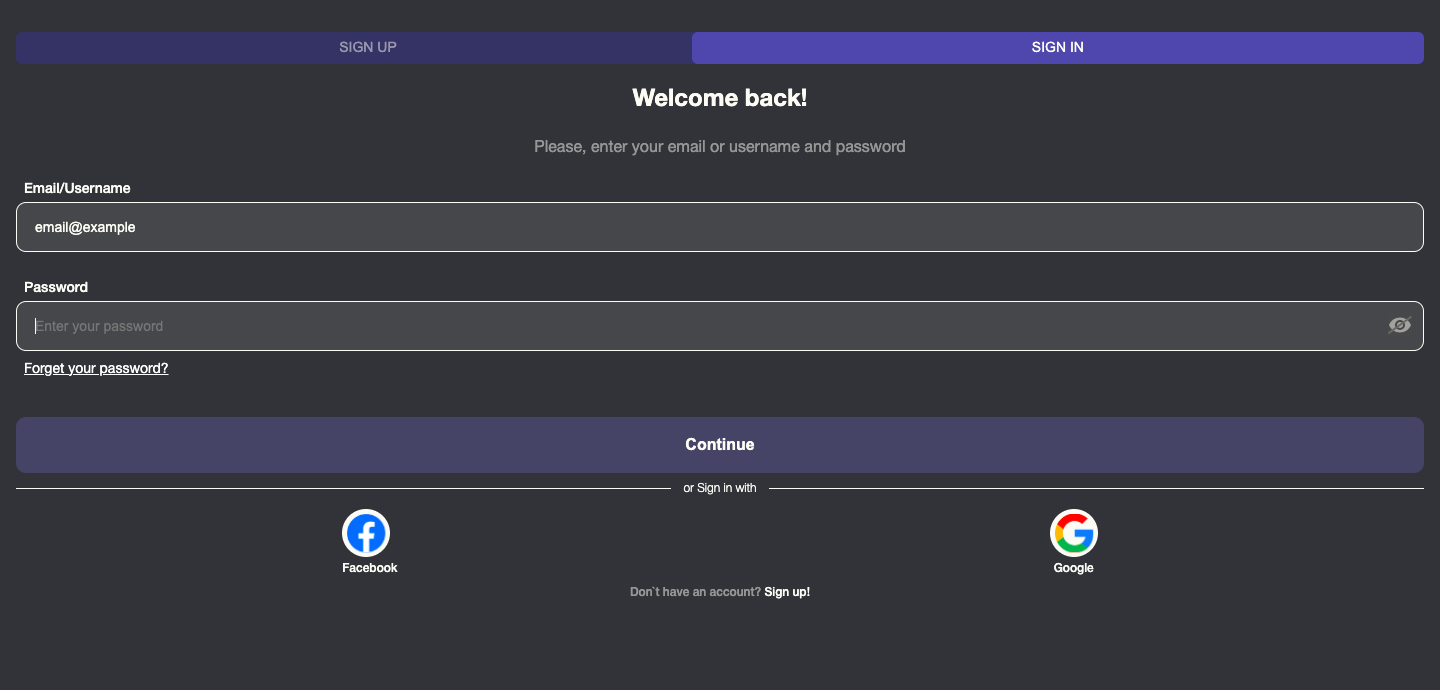 SIGN UP SIGN IN
Welcome back!
Please, enter your email or username and password
Email/Username
email@example
Password
Enter your password
Forget your password?
Continue
or Sign in with
Facebook Google
Don`t have an account? Sign up!